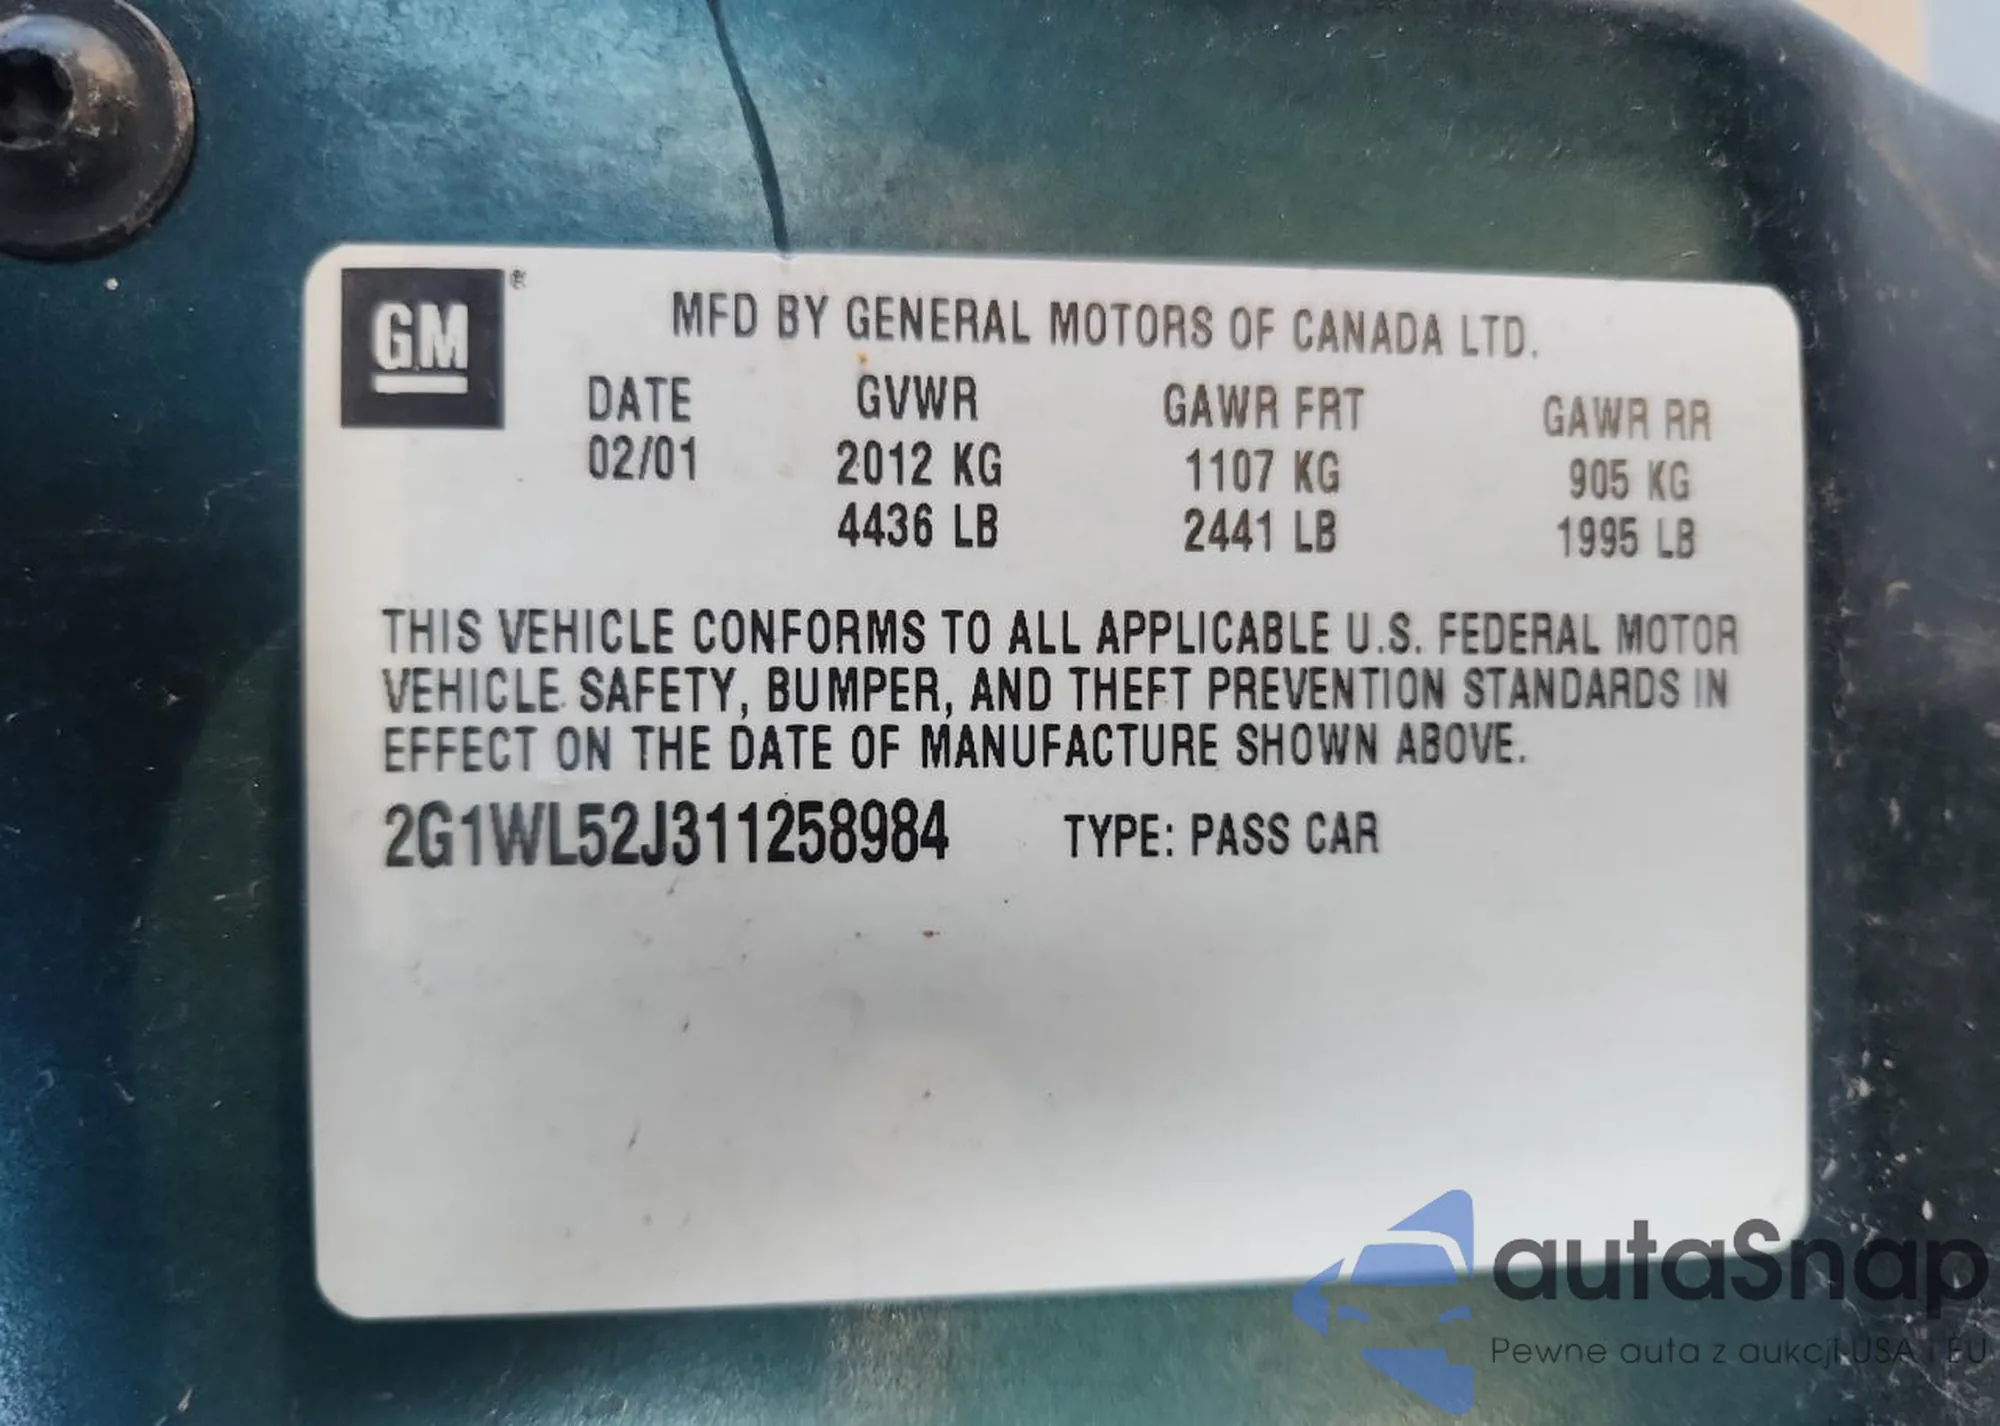 GM ®
MFD BY GENERAL MOTORS OF CANADA LTD.
DATE GVWR GAWR FRT GAWR RR
02/01 2012 KG 1107 KG 905 KG
4436 LB 2441 LB 1995 LB
THIS VEHICLE CONFORMS TO ALL APPLICABLE U.S. FEDERAL MOTOR
VEHICLE SAFETY, BUMPER, AND THEFT PREVENTION STANDARDS IN
EFFECT ON THE DATE OF MANUFACTURE SHOWN ABOVE.
2G1WL52J311258984 TYPE: PASS CAR
autaSnap
Pewne auta z aukcji USA i EU